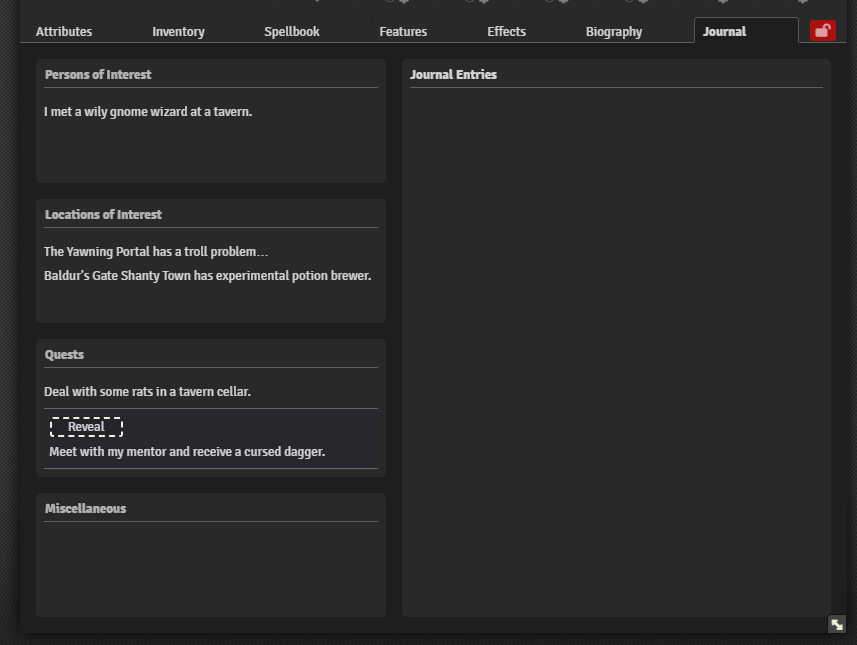 Attributes
Inventory
Spellbook
Features
Effects
Biography
Journal
Persons of Interest
I met a wily gnome wizard at a tavern.
Locations of Interest
The Yawning Portal has a troll problem…
Baldur's Gate Shanty Town has experimental potion brewer.
Quests
Deal with some rats in a tavern cellar.
Reveal
Meet with my mentor and receive a cursed dagger.
Miscellaneous
Journal Entries